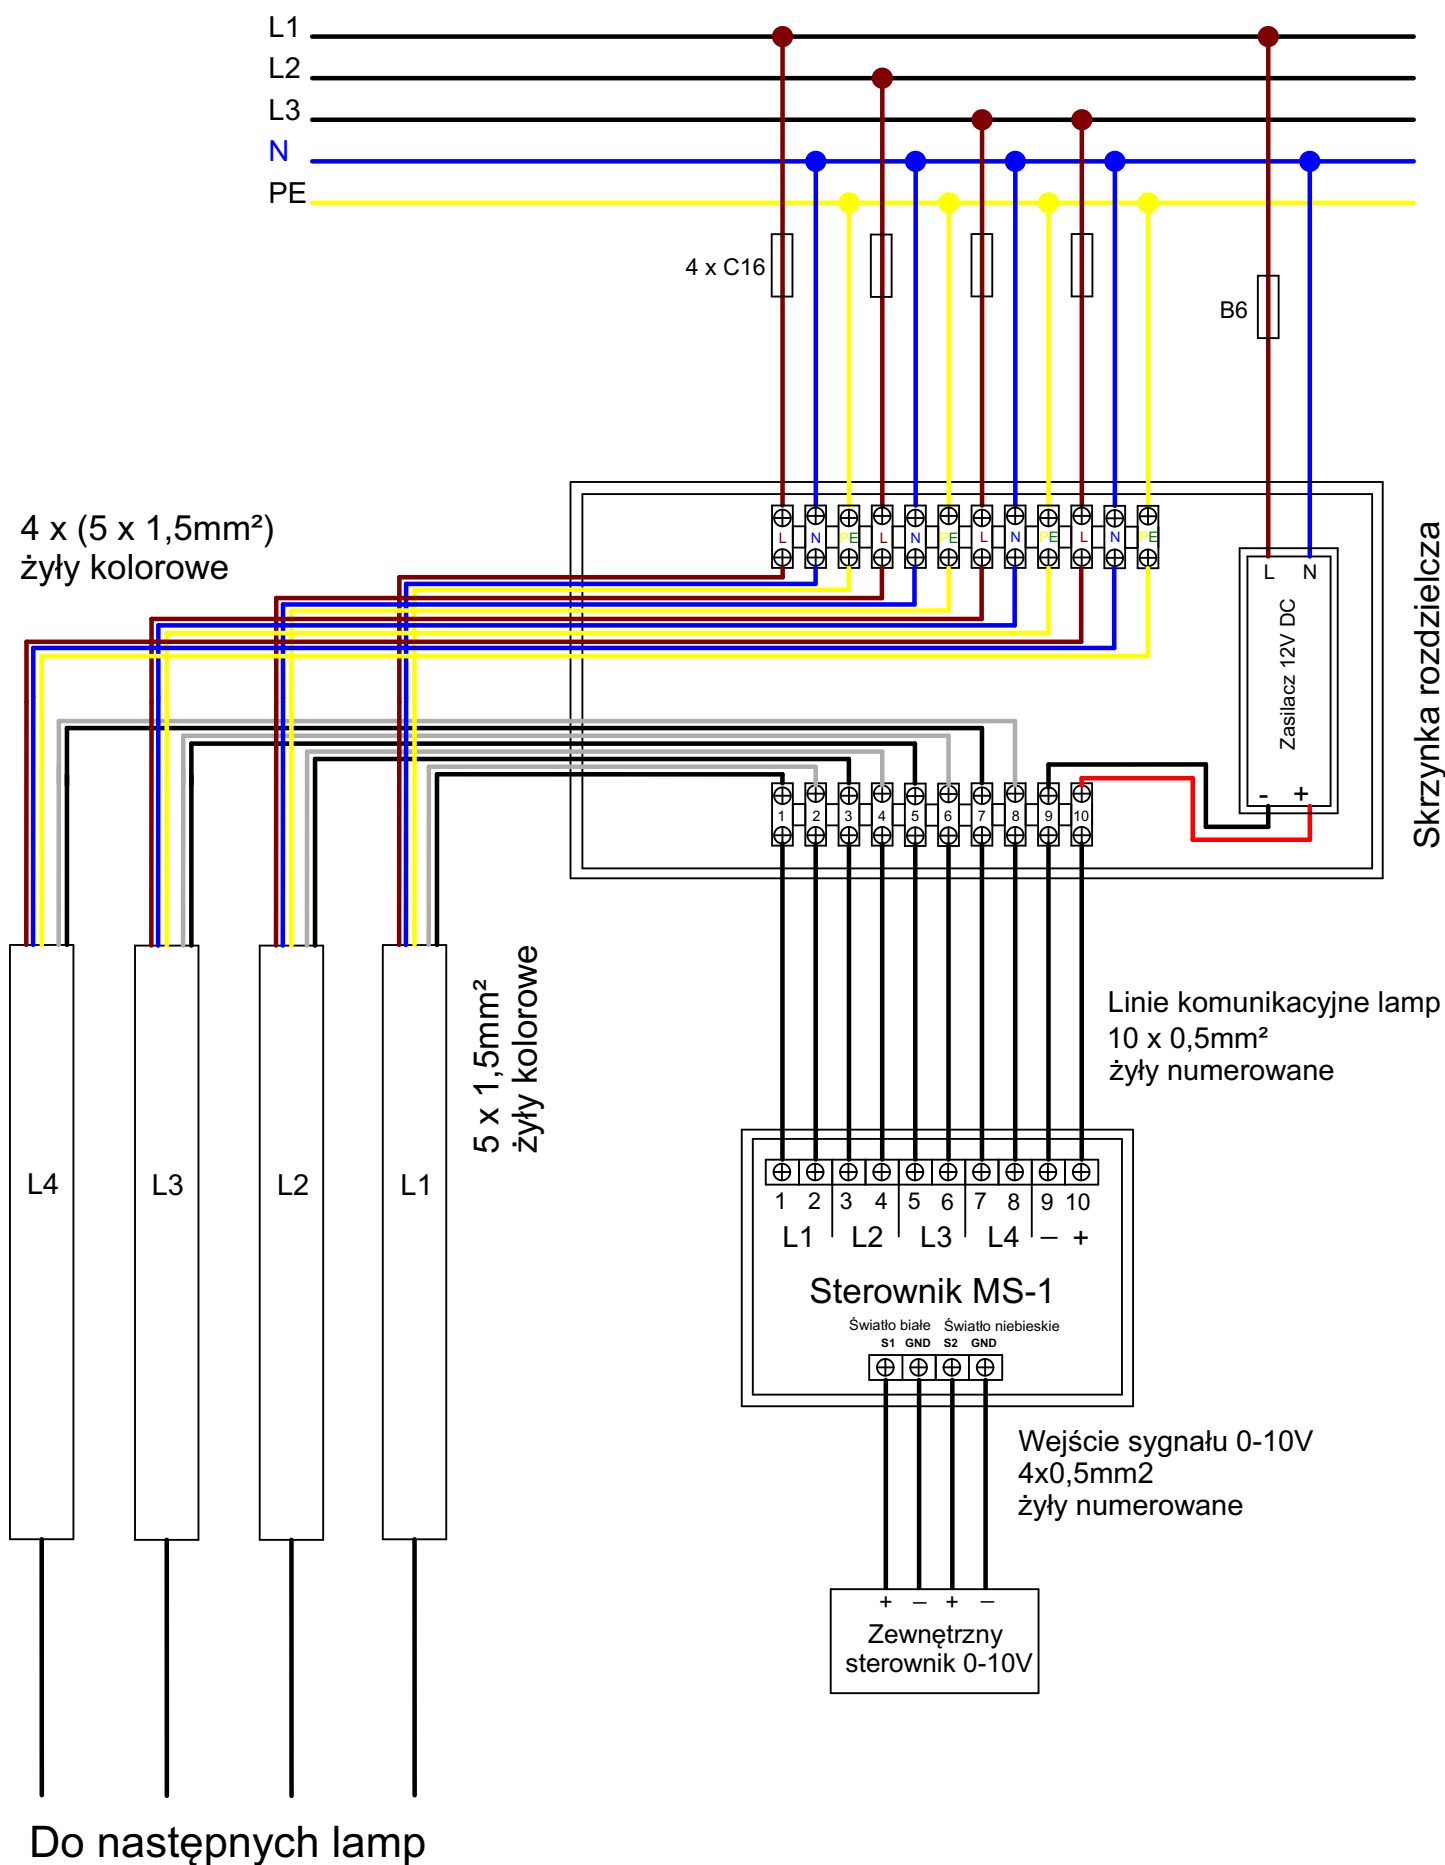 L1
L2
L3
N
PE
4 x C16
B6
4 x (5 x 1,5mm²)
żyły kolorowe
L N PE L N PE L N PE L N PE
L N
Zasilacz 12V DC
- +
Skrzynka rozdzielcza
1 2 3 4 5 6 7 8 9 10
5 x 1,5mm²
żyły kolorowe
Linie komunikacyjne lamp
10 x 0,5mm²
żyły numerowane
L4 L3 L2 L1
1 2 3 4 5 6 7 8 9 10
L1 L2 L3 L4 – +
Sterownik MS-1
Światło białe Światło niebieskie
S1 GND S2 GND
Wejście sygnału 0-10V
4x0,5mm2
żyły numerowane
+ – + –
Zewnętrzny
sterownik 0-10V
Do następnych lamp